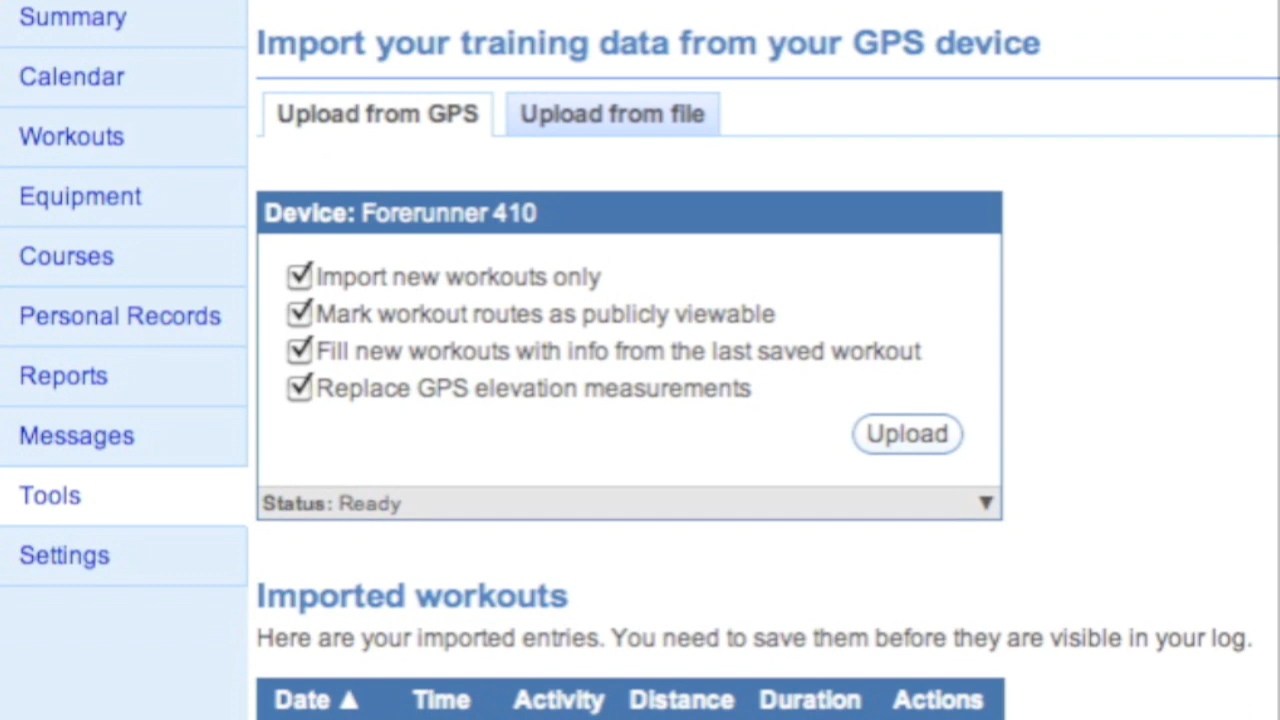 Summary
Calendar
Workouts
Equipment
Courses
Personal Records
Reports
Messages
Tools
Settings
Import your training data from your GPS device
Upload from GPS
Upload from file
Device: Forerunner 410
Import new workouts only
Mark workout routes as publicly viewable
Fill new workouts with info from the last saved workout
Replace GPS elevation measurements
Upload
Status: Ready ▼
Imported workouts
Here are your imported entries. You need to save them before they are visible in your log.
Date ▲ Time Activity Distance Duration Actions